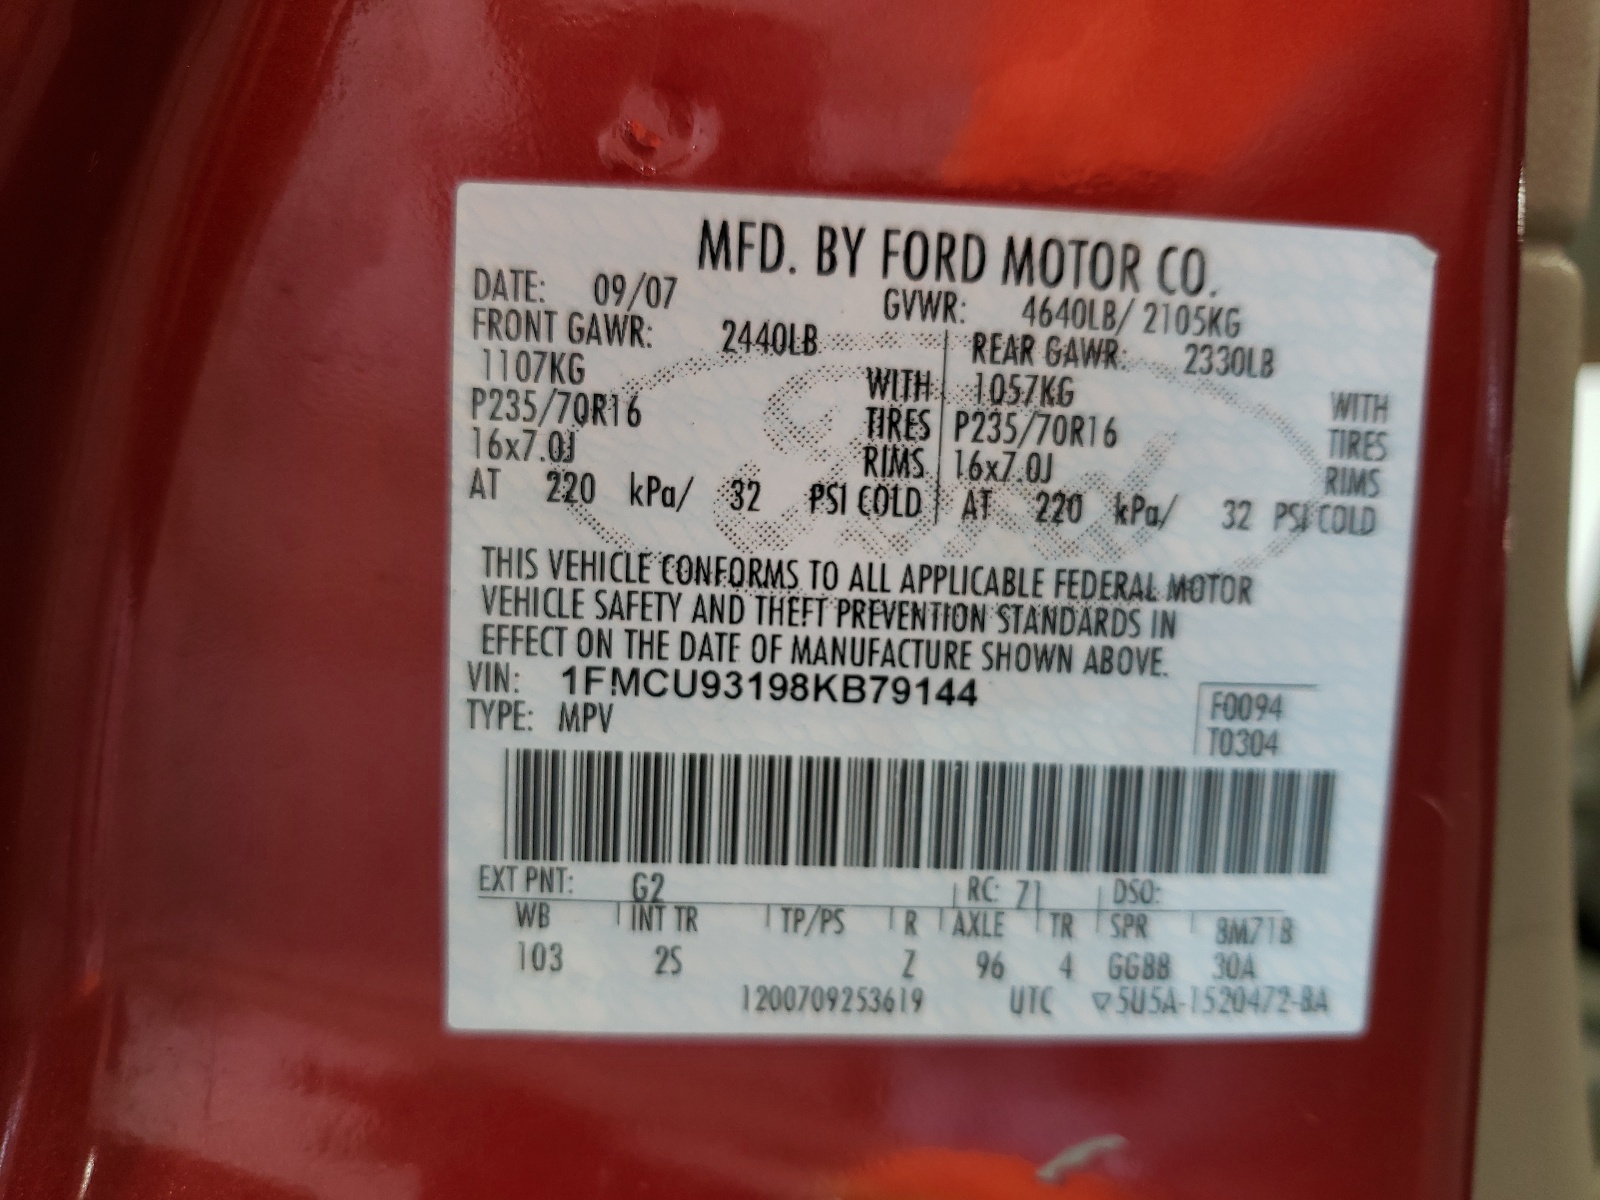 MFD. BY FORD MOTOR CO.
DATE: 09/07 GVWR: 4640LB/ 2105KG
FRONT GAWR: 2440LB REAR GAWR: 2330LB
1107KG WITH 1057KG WITH
P235/70R16 TIRES P235/70R16 TIRES
16x7.0J RIMS 16x7.0J RIMS
AT 220 kPa/ 32 PSI COLD AT 220 kPa/ 32 PSI COLD
THIS VEHICLE CONFORMS TO ALL APPLICABLE FEDERAL MOTOR
VEHICLE SAFETY AND THEFT PREVENTION STANDARDS IN
EFFECT ON THE DATE OF MANUFACTURE SHOWN ABOVE.
VIN: 1FMCU93198KB79144
TYPE: MPV
F0094
T0304
EXT PNT: G2 RC: 71 DSO:
WB INT TR TP/PS R AXLE TR SPR 8M71B
103 2S Z 96 4 GGBB 30A
1200709253619 UTC ▽5U5A-1520472-BA